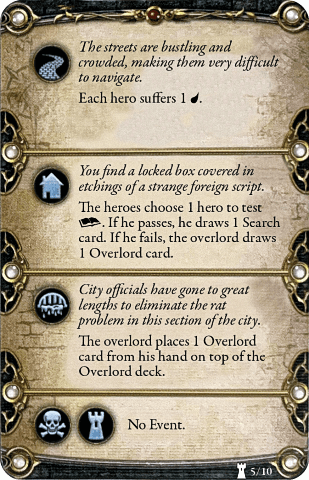 The streets are bustling and
crowded, making them very difficult
to navigate.
Each hero suffers 1 .
You find a locked box covered in
etchings of a strange foreign script.
The heroes choose 1 hero to test
. If he passes, he draws 1 Search
card. If he fails, the overlord draws
1 Overlord card.
City officials have gone to great
lengths to eliminate the rat
problem in this section of the city.
The overlord places 1 Overlord
card from his hand on top of the
Overlord deck.
No Event.
5/10